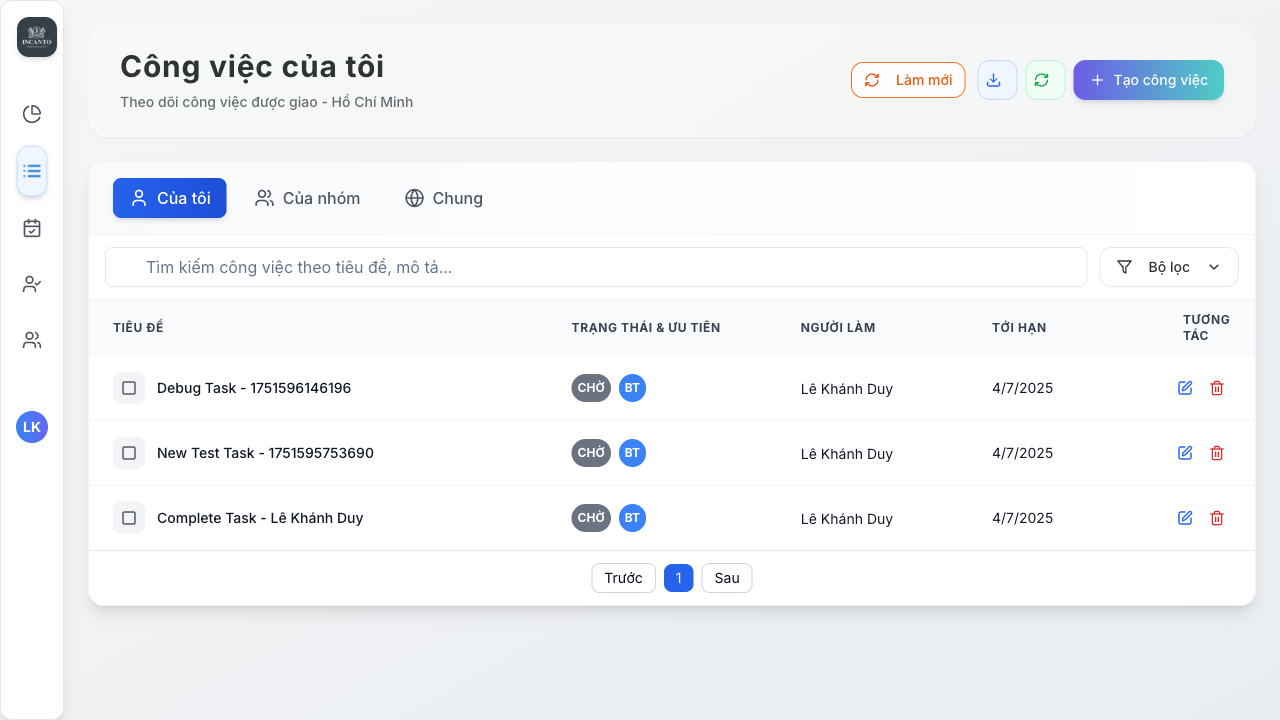 INCANTO
Công việc của tôi
Theo dõi công việc được giao - Hồ Chí Minh
Làm mới
Tạo công việc
Của tôi
Của nhóm
Chung
Tìm kiếm công việc theo tiêu đề, mô tả...
Bộ lọc
TIÊU ĐỀ
TRẠNG THÁI & ƯU TIÊN
NGƯỜI LÀM
TỚI HẠN
TƯƠNG
TÁC
Debug Task - 1751596146196
CHỜ
BT
Lê Khánh Duy
4/7/2025
New Test Task - 1751595753690
CHỜ
BT
Lê Khánh Duy
4/7/2025
Complete Task - Lê Khánh Duy
CHỜ
BT
Lê Khánh Duy
4/7/2025
LK
Trước
1
Sau